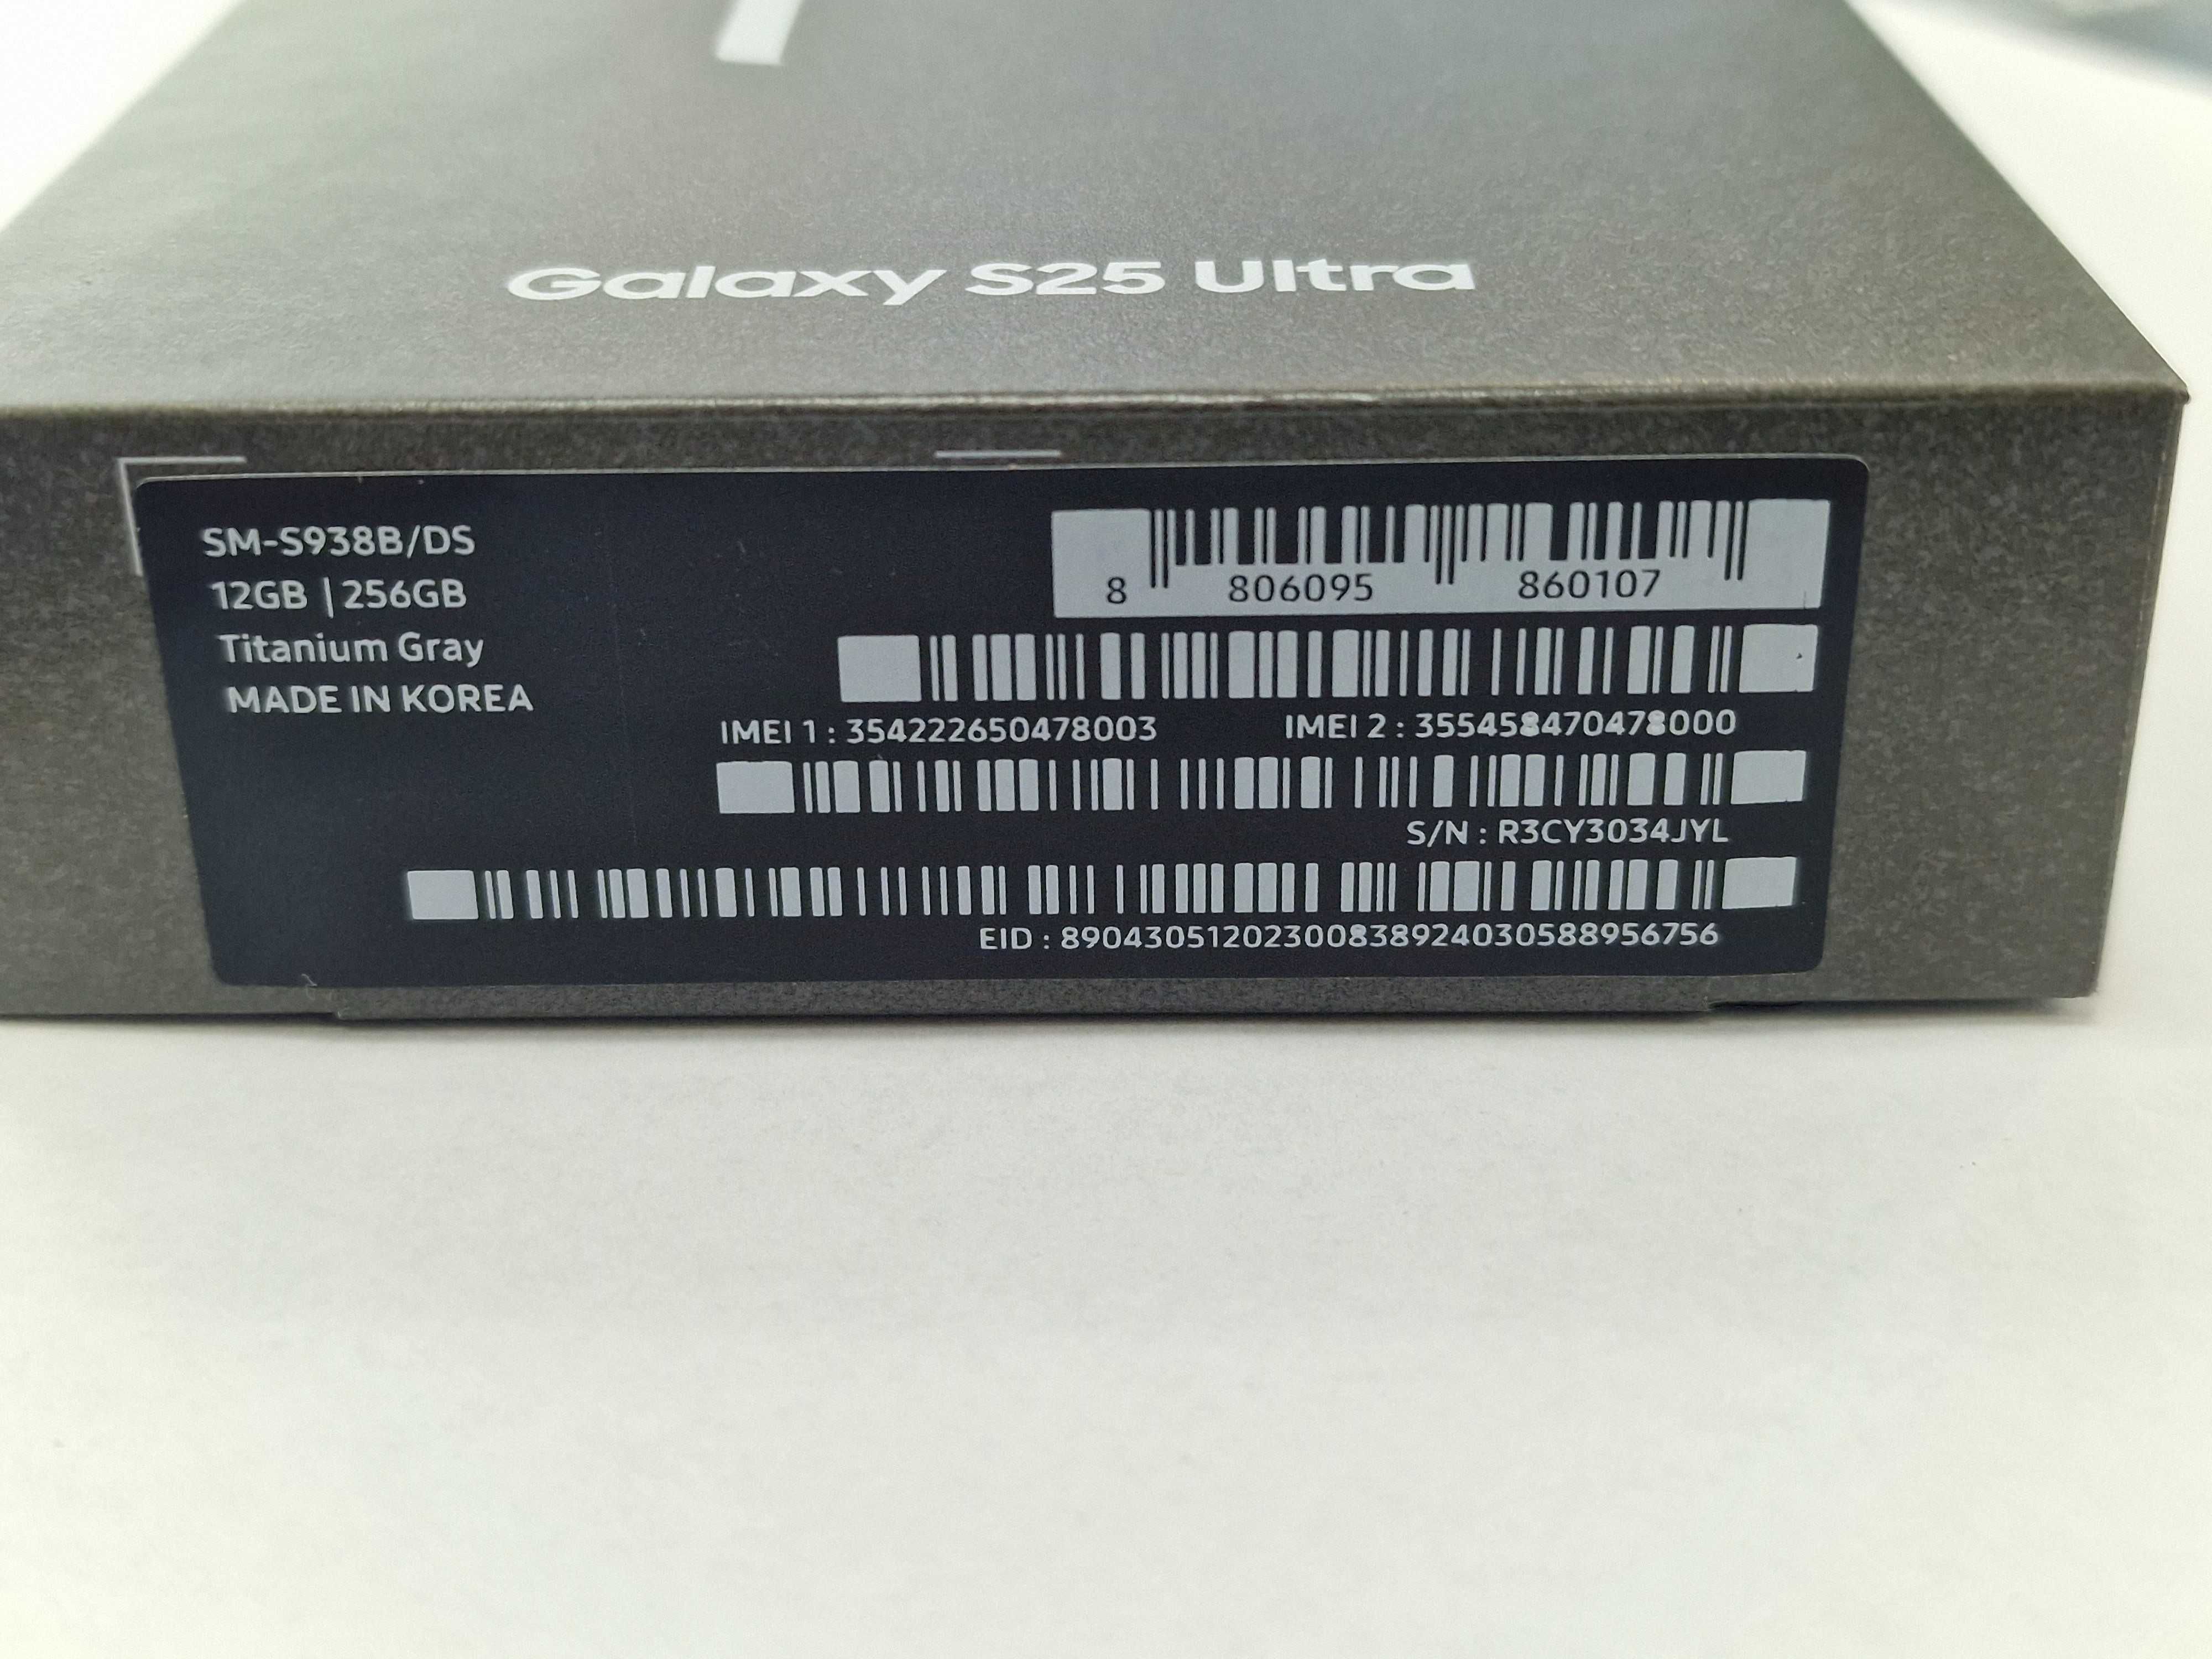 Galaxy S25 Ultra
SM-S938B/DS
12GB | 256GB
Titanium Gray
MADE IN KOREA
8 806095 860107
IMEI 1 : 354222650478003 IMEI 2 : 355458470478000
S/N : R3CY3034JYL
EID : 89043051202300838924030588956756